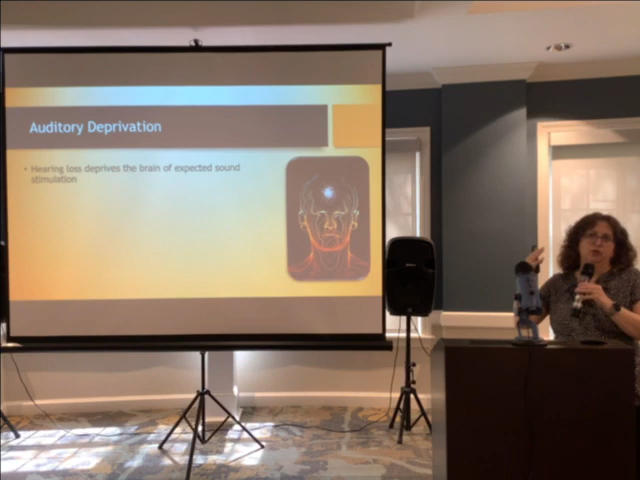 Auditory Deprivation
• Hearing loss deprives the brain of expected sound
stimulation